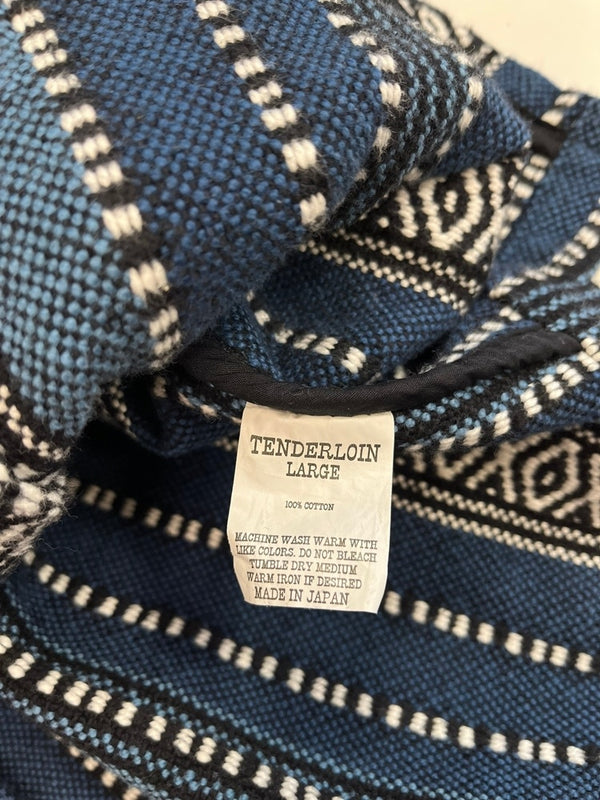 TENDERLOIN
LARGE
100% COTTON
MACHINE WASH WARM WITH
LIKE COLORS. DO NOT BLEACH
TUMBLE DRY MEDIUM
WARM IRON IF DESIRED
MADE IN JAPAN